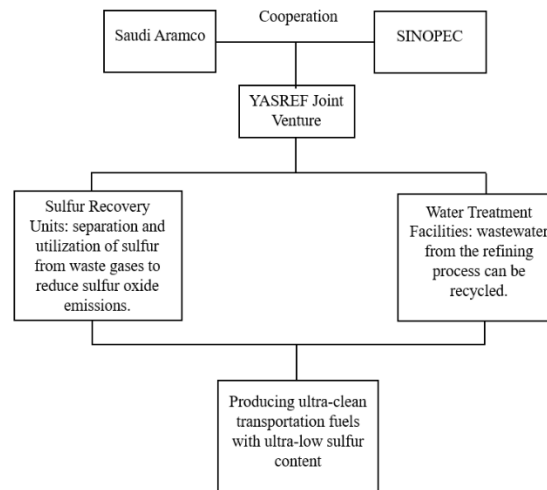 Cooperation
Saudi Aramco
SINOPEC
YASREF Joint
Venture
Sulfur Recovery
Units: separation and
utilization of sulfur
from waste gases to
reduce sulfur oxide
emissions.
Water Treatment
Facilities: wastewater
from the refining
process can be
recycled.
Producing ultra-clean
transportation fuels
with ultra-low sulfur
content